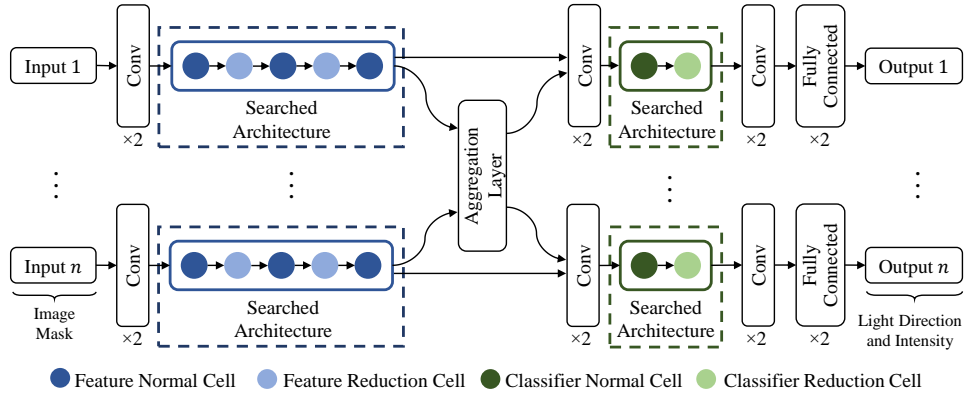 Input 1
Conv
×2
Searched
Architecture
Aggregation
Layer
Conv
×2
Searched
Architecture
Conv
×2
Fully
Connected
×2
Output 1
Input n
Image
Mask
Conv
×2
Searched
Architecture
Conv
×2
Searched
Architecture
Conv
×2
Fully
Connected
×2
Output n
Light Direction
and Intensity
Feature Normal Cell
Feature Reduction Cell
Classifier Normal Cell
Classifier Reduction Cell